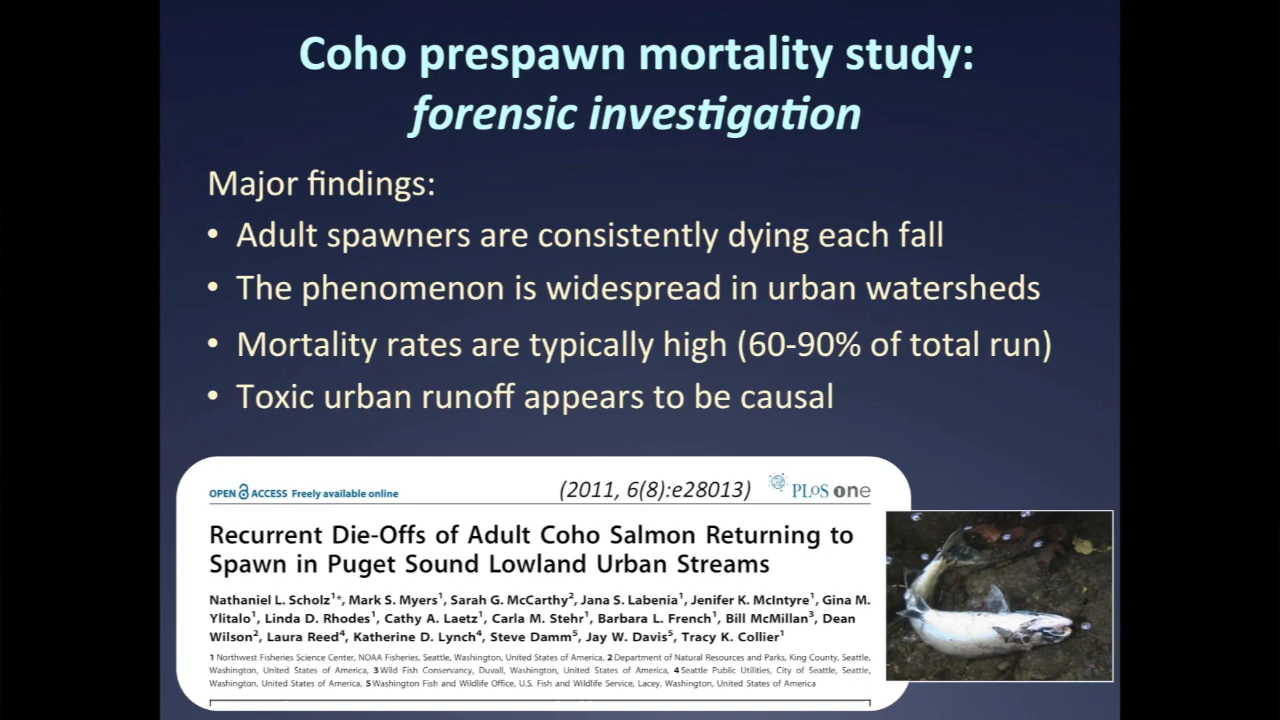 Coho prespawn mortality study:
forensic investigation
Major findings:
• Adult spawners are consistently dying each fall
• The phenomenon is widespread in urban watersheds
• Mortality rates are typically high (60-90% of total run)
• Toxic urban runoff appears to be causal
OPEN ACCESS Freely available online
(2011, 6(8):e28013)
PLoS one
Recurrent Die-Offs of Adult Coho Salmon Returning to
Spawn in Puget Sound Lowland Urban Streams
Nathaniel L. Scholz1*, Mark S. Myers1, Sarah G. McCarthy2, Jana S. Labenia1, Jenifer K. McIntyre1, Gina M.
Ylitalo1, Linda D. Rhodes1, Cathy A. Laetz1, Carla M. Stehr1, Barbara L. French1, Bill McMillan3, Dean
Wilson2, Laura Reed4, Katherine D. Lynch4, Steve Damm5, Jay W. Davis5, Tracy K. Collier1
1 Northwest Fisheries Science Center, NOAA Fisheries, Seattle, Washington, United States of America, 2 Department of Natural Resources and Parks, King County, Seattle,
Washington, United States of America, 3 Wild Fish Conservancy, Duvall, Washington, United States of America, 4 Seattle Public Utilities, City of Seattle, Seattle,
Washington, United States of America, 5 Washington Fish and Wildlife Office, U.S. Fish and Wildlife Service, Lacey, Washington, United States of America